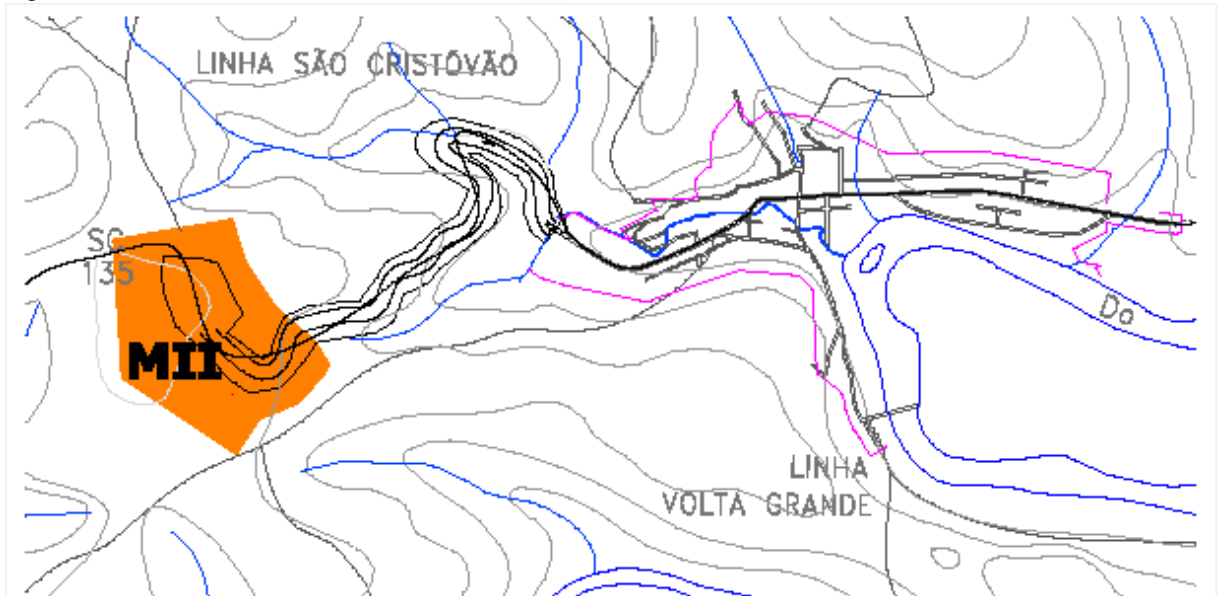 LINHA SÃO CRISTÓVÃO
SC
135
MII
Do
LINHA
VOLTA GRANDE